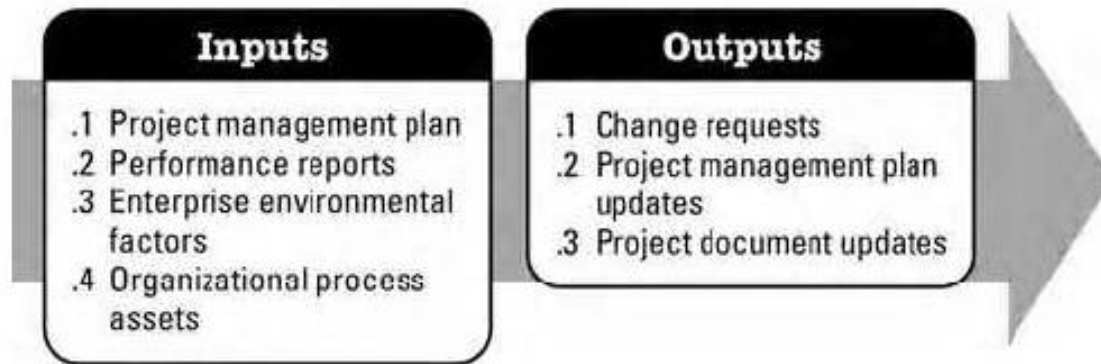 Inputs
.1 Project management plan
.2 Performance reports
.3 Enterprise environmental
factors
.4 Organizational process
assets
Outputs
.1 Change requests
.2 Project management plan
updates
.3 Project document updates